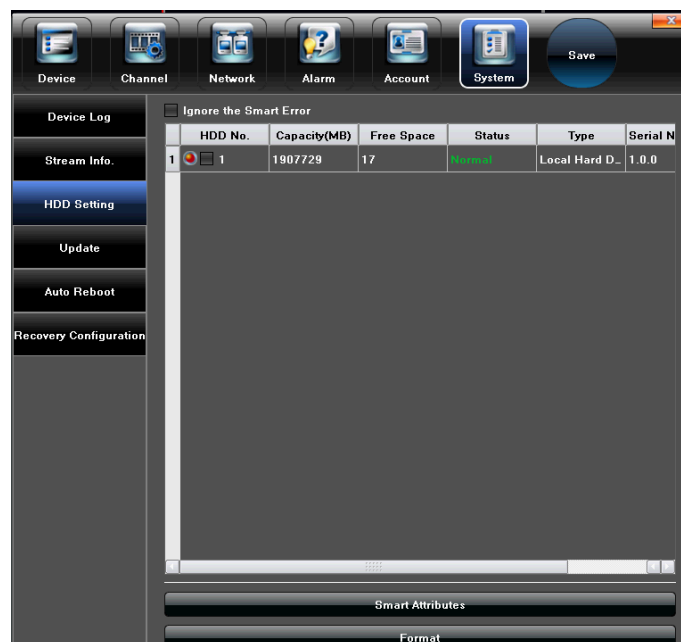 Device Channel Network Alarm Account System Save
Device Log
Stream Info.
HDD Setting
Update
Auto Reboot
Recovery Configuration
Ignore the Smart Error
HDD No. Capacity(MB) Free Space Status Type Serial N
1 1 1907729 17 Normal Local Hard D... 1.0.0
Smart Attributes
Format